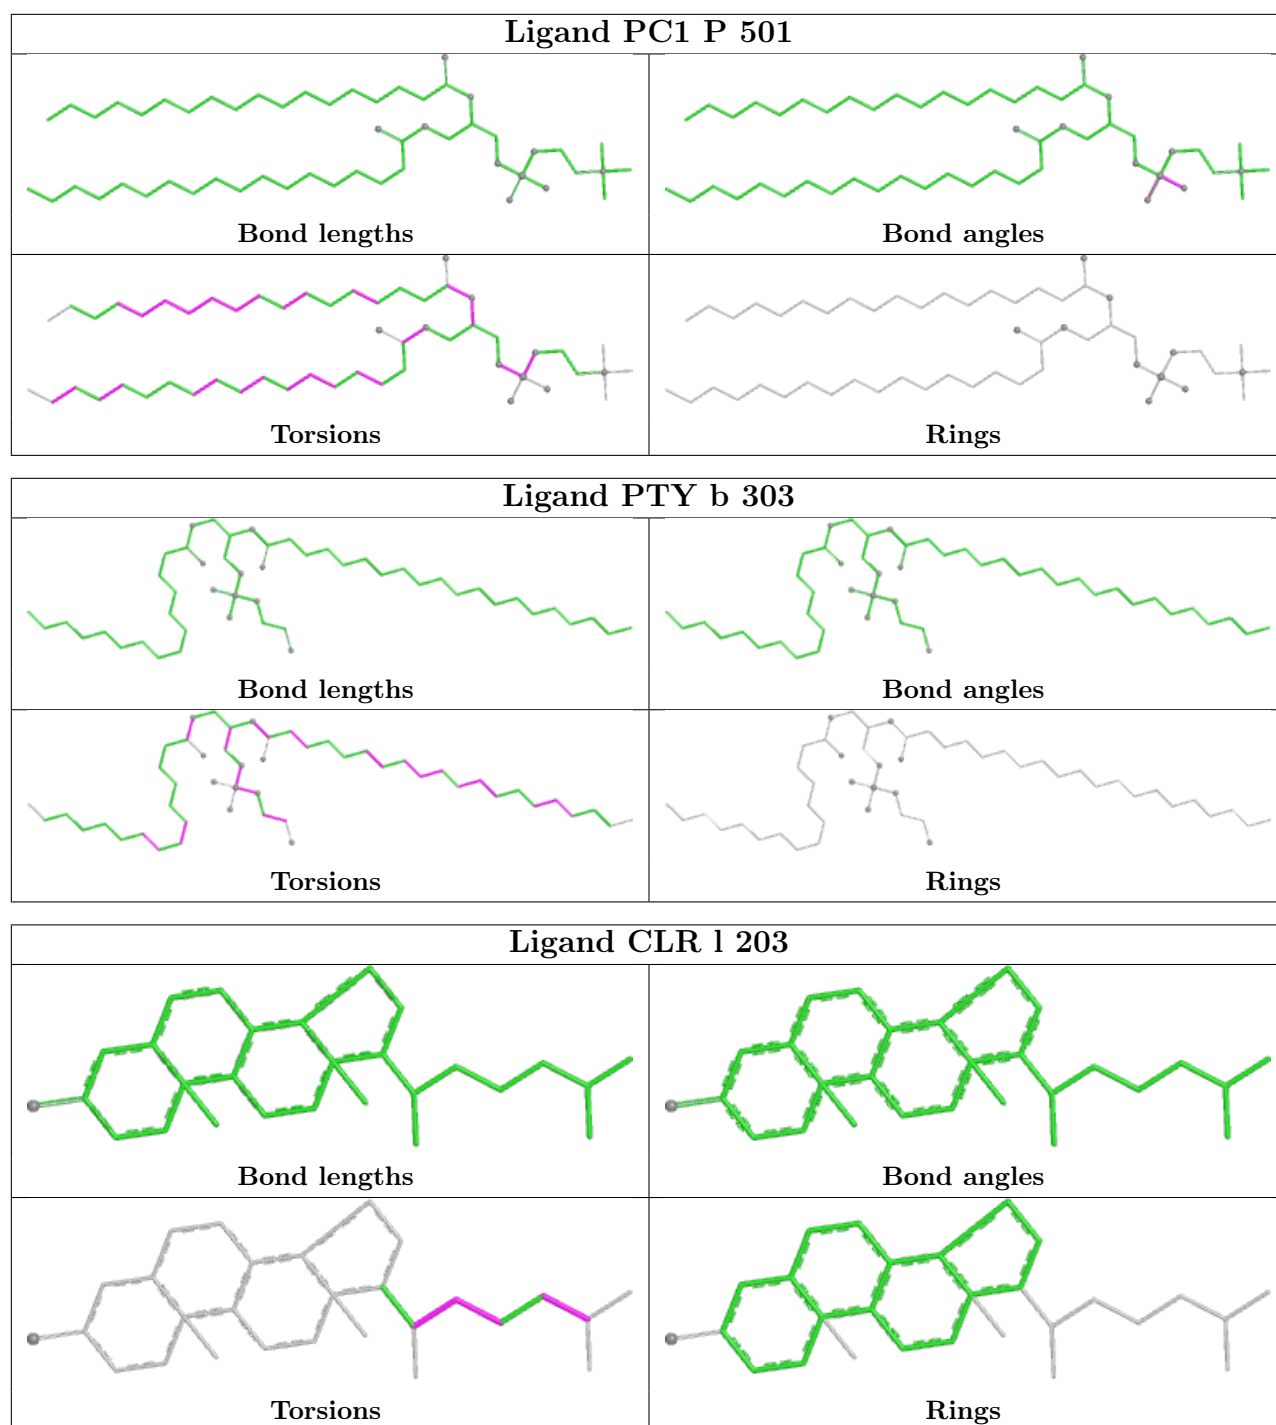 Ligand PC1 P 501
Bond lengths
Bond angles
Torsions
Rings
Ligand PTY b 303
Bond lengths
Bond angles
Torsions
Rings
Ligand CLR l 203
Bond lengths
Bond angles
Torsions
Rings